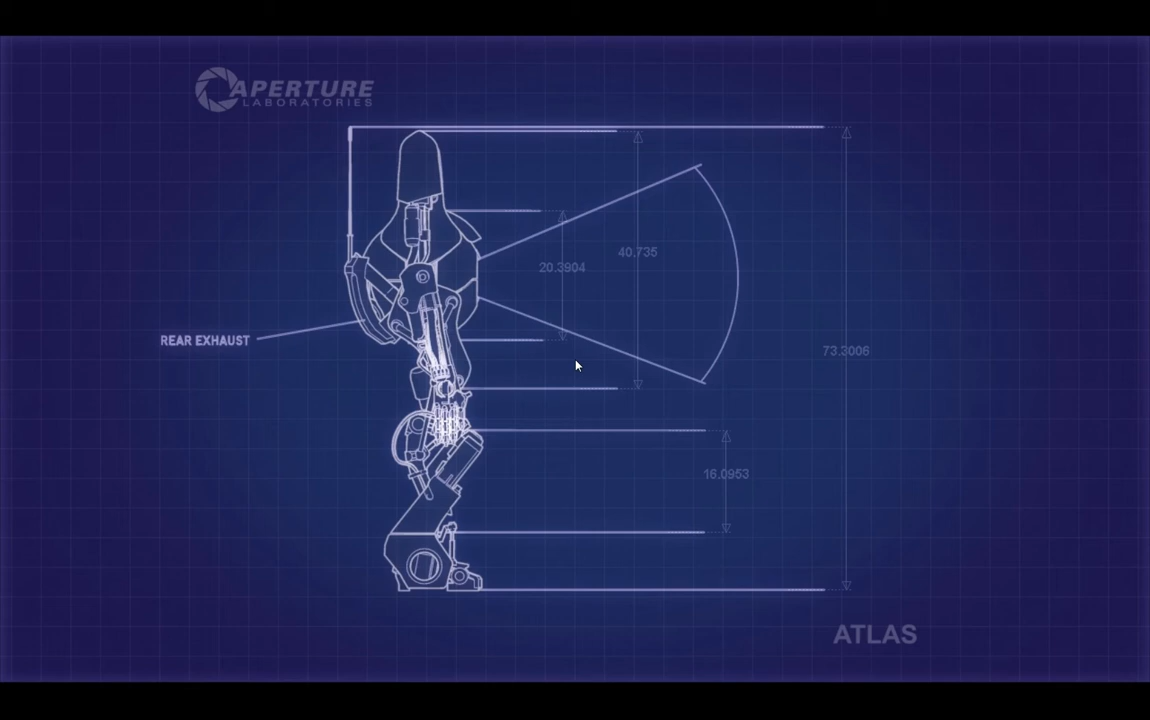 APERTURE
LABORATORIES
20.3904
40.735
REAR EXHAUST
73.3006
16.0953
ATLAS